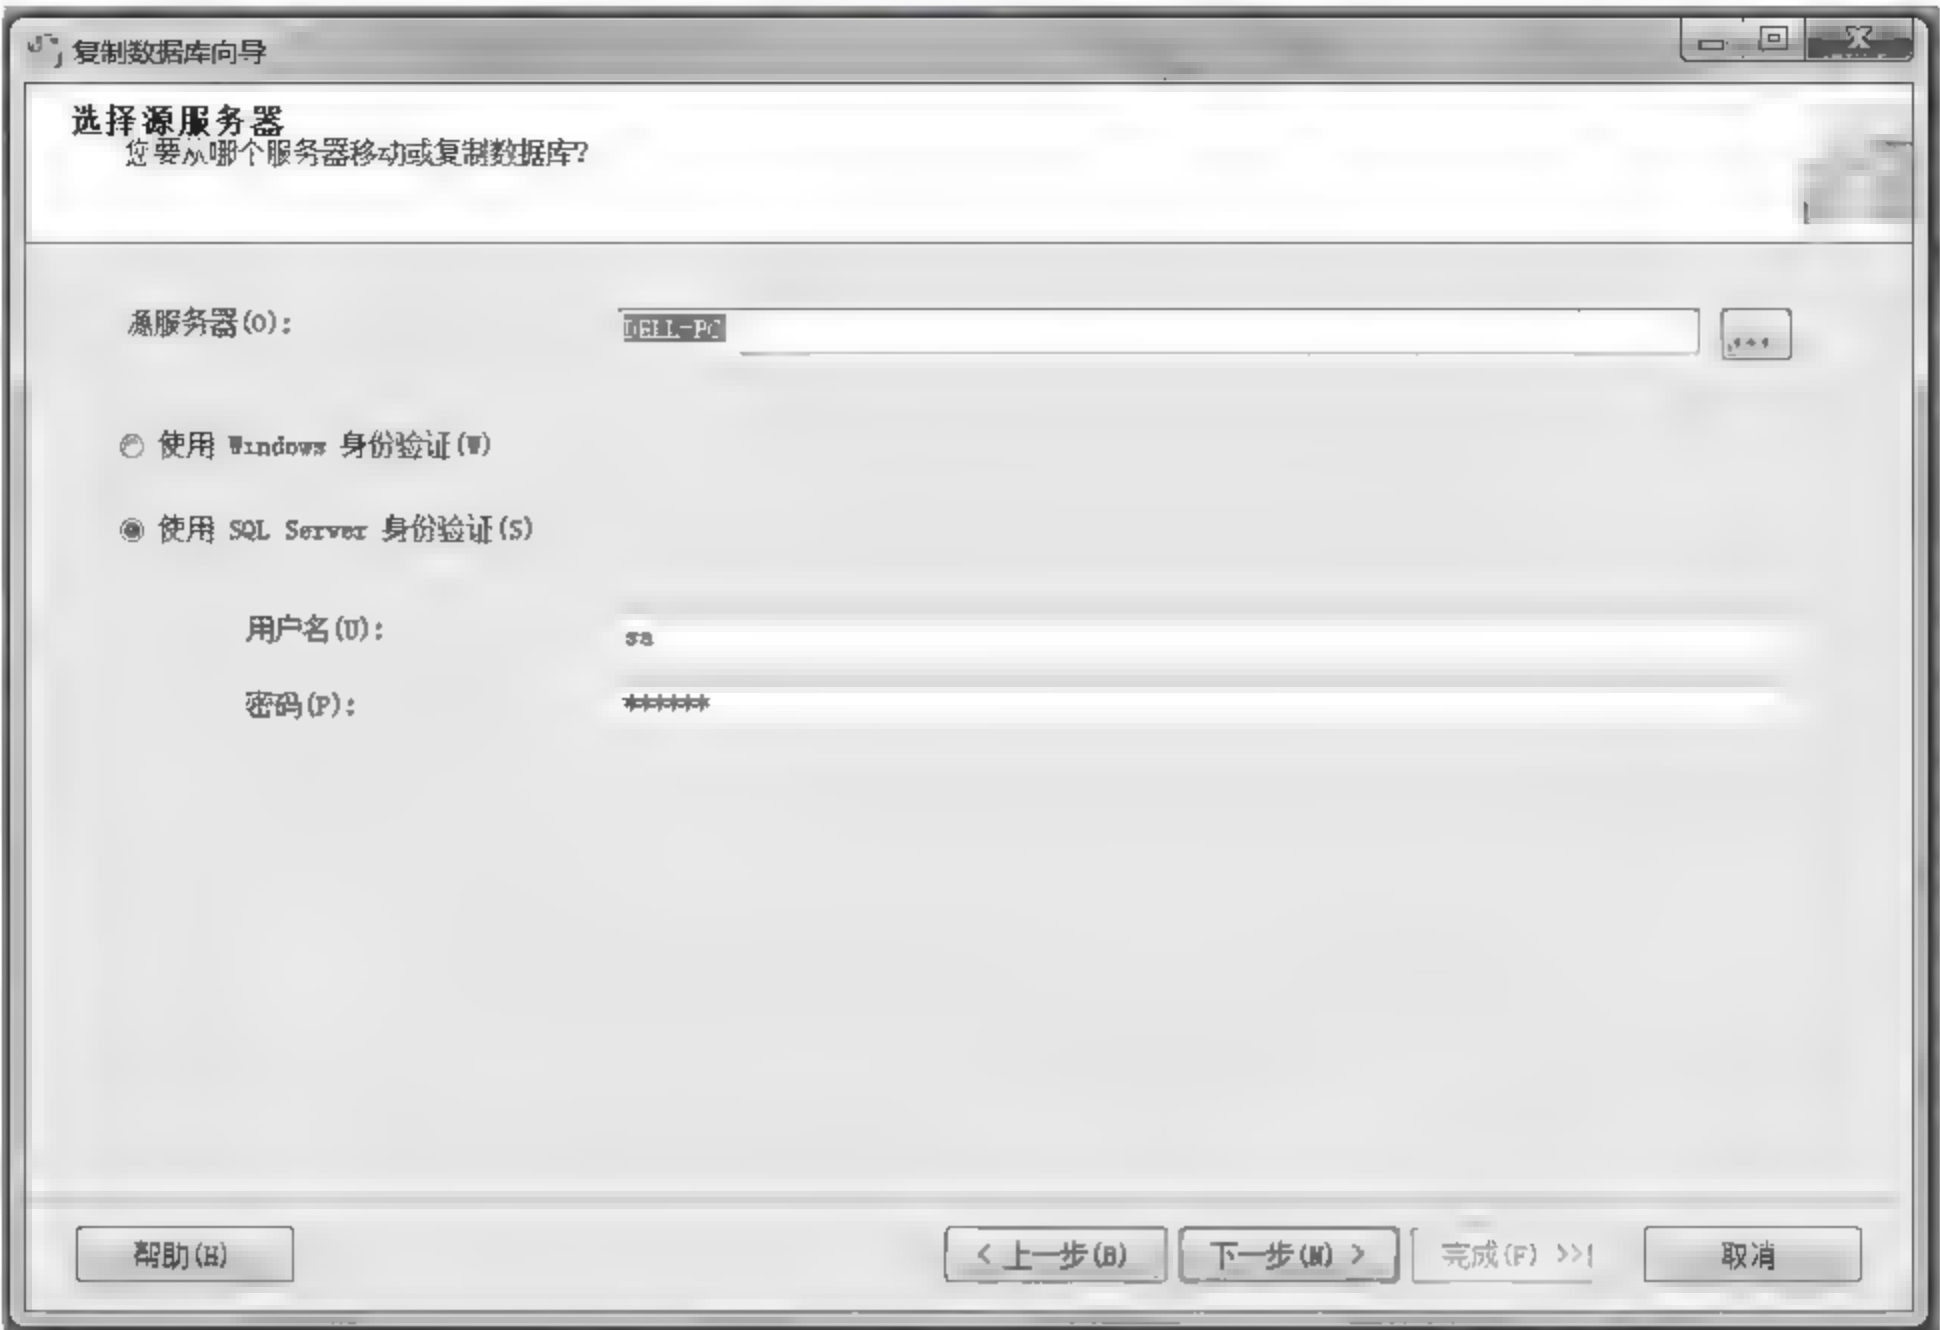 复制数据库向导
选择源服务器
您要从哪个服务器移动或复制数据库?
源服务器(O):
DELL-PC
...
使用 Windows 身份验证(W)
使用 SQL Server 身份验证(S)
用户名(U):
sa
密码(P):
******
帮助(H)
< 上一步(B)
下一步(N) >
完成(F) >>|
取消